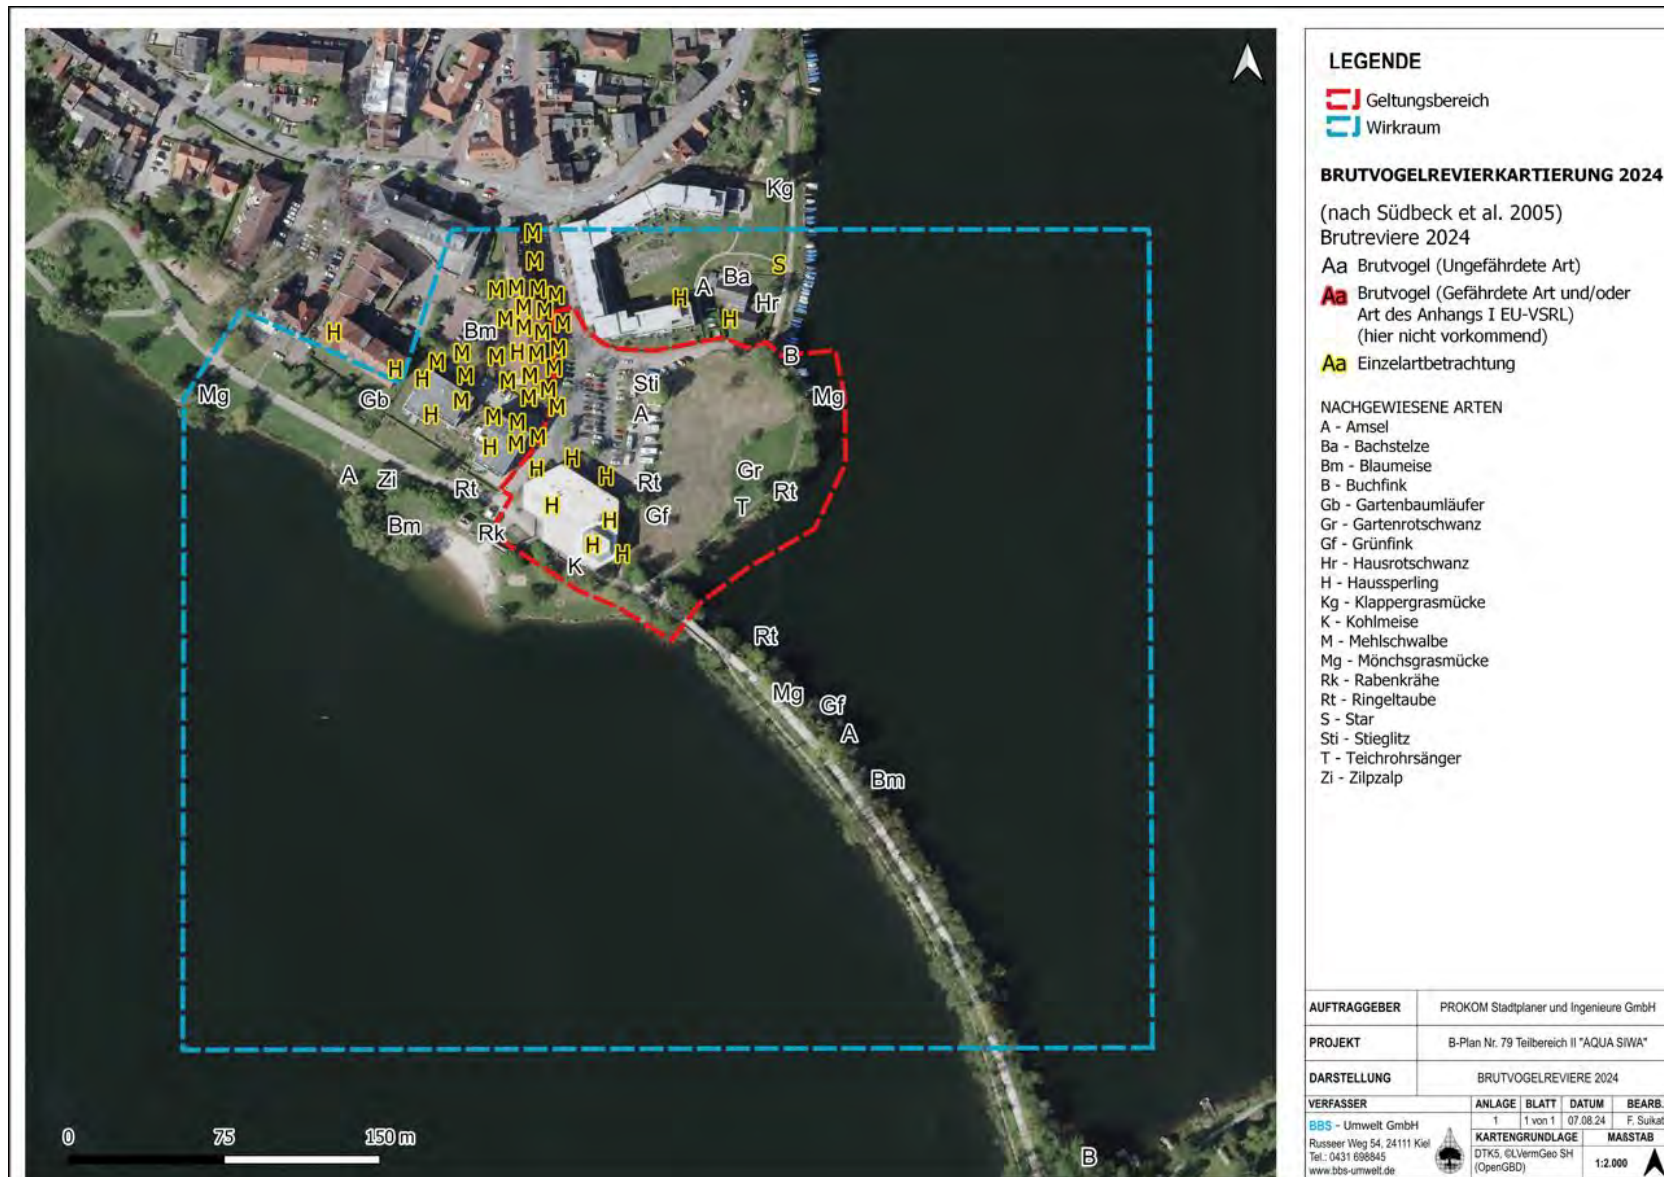 LEGENDE
Geltungsbereich
Wirkraum
BRUTVOGELREVIERKARTIERUNG 2024
(nach Südbeck et al. 2005)
Brutreviere 2024
Aa Brutvogel (Ungefährdete Art)
Aa Brutvogel (Gefährdete Art und/oder
Art des Anhangs I EU-VSRL)
(hier nicht vorkommend)
Aa Einzelartbetrachtung
NACHGEWIESENE ARTEN
A - Amsel
Ba - Bachstelze
Bm - Blaumeise
B - Buchfink
Gb - Gartenbaumläufer
Gr - Gartenrotschwanz
Gf - Grünfink
Hr - Hausrotschwanz
H - Haussperling
Kg - Klappergrasmücke
K - Kohlmeise
M - Mehlschwalbe
Mg - Mönchsgrasmücke
Rk - Rabenkrähe
Rt - Ringeltaube
S - Star
Sti - Stieglitz
T - Teichrohrsänger
Zi - Zilpzalp
AUFTRAGGEBER PROKOM Stadtplaner und Ingenieure GmbH
PROJEKT B-Plan Nr. 79 Teilbereich II "AQUA SIWA"
DARSTELLUNG BRUTVOGELREVIERE 2024
VERFASSER ANLAGE BLATT DATUM BEARB.
1 1 von 1 07.08.24 F. Suikat
BBS - Umwelt GmbH
Russeer Weg 54, 24111 Kiel
Tel.: 0431 698845
www.bbs-umwelt.de
KARTENGRUNDLAGE MAßSTAB
DTK5, ©LVermGeo SH
(OpenGBD)
1:2.000
Kg
M
M
S
Ba
A
H
Hr
H
M M M M
M M
M M M
Bm
H
M M H M M
B
H
H
M
M
M M M
Sti
Mg
Gb
Mg
H
M
M M
A
M
H
M M
H
H
H
A
Zi
Rt
Rt
Gr
Rt
H
T
Gf
Bm
Rk
H
H
H
K
Rt
Mg
Gf
A
Bm
B
0 75 150 m